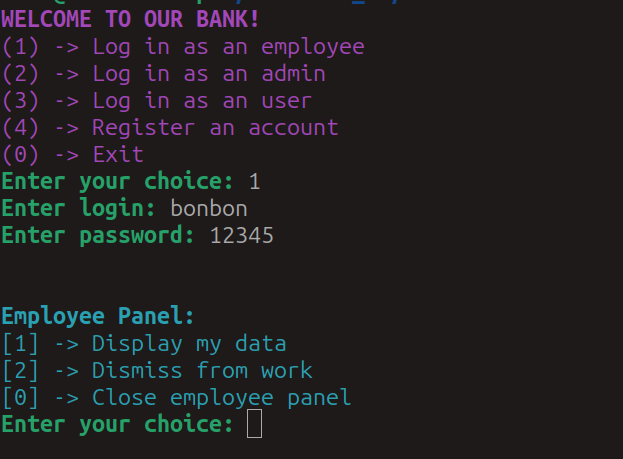 WELCOME TO OUR BANK!
(1) -> Log in as an employee
(2) -> Log in as an admin
(3) -> Log in as an user
(4) -> Register an account
(0) -> Exit
Enter your choice: 1
Enter login: bonbon
Enter password: 12345
Employee Panel:
[1] -> Display my data
[2] -> Dismiss from work
[0] -> Close employee panel
Enter your choice: